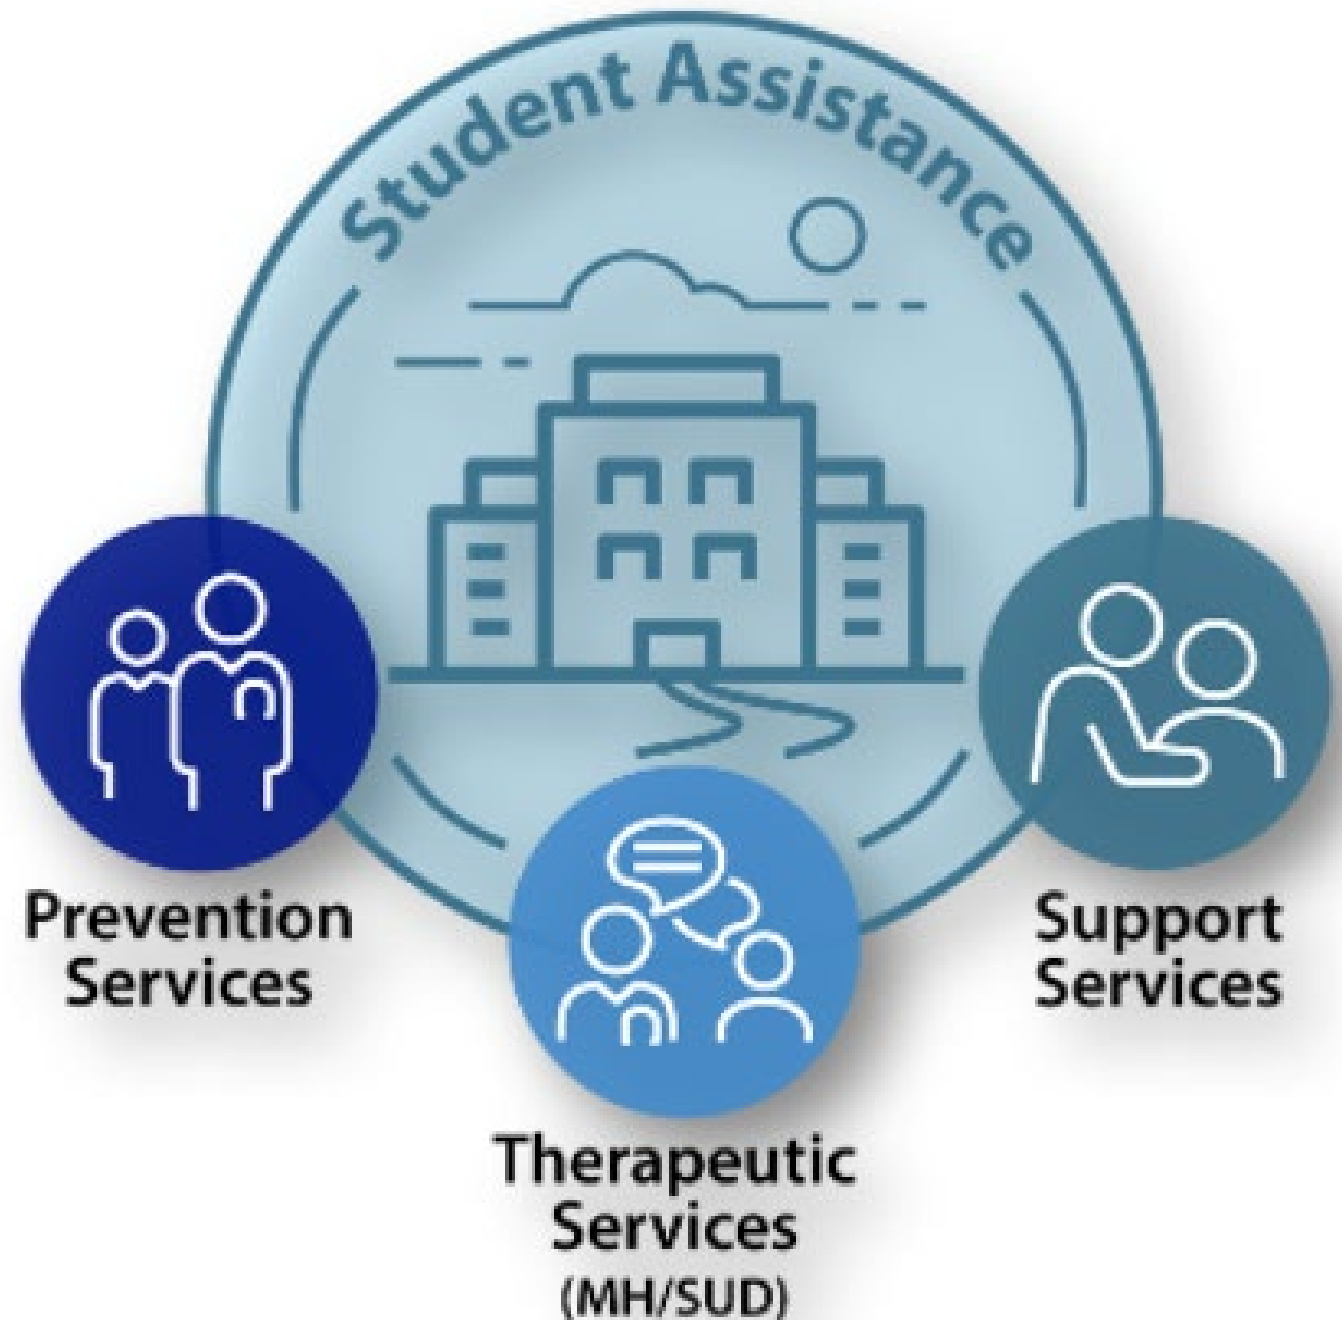 Student Assistance
Prevention
Services
Support
Services
Therapeutic
Services
(MH/SUD)